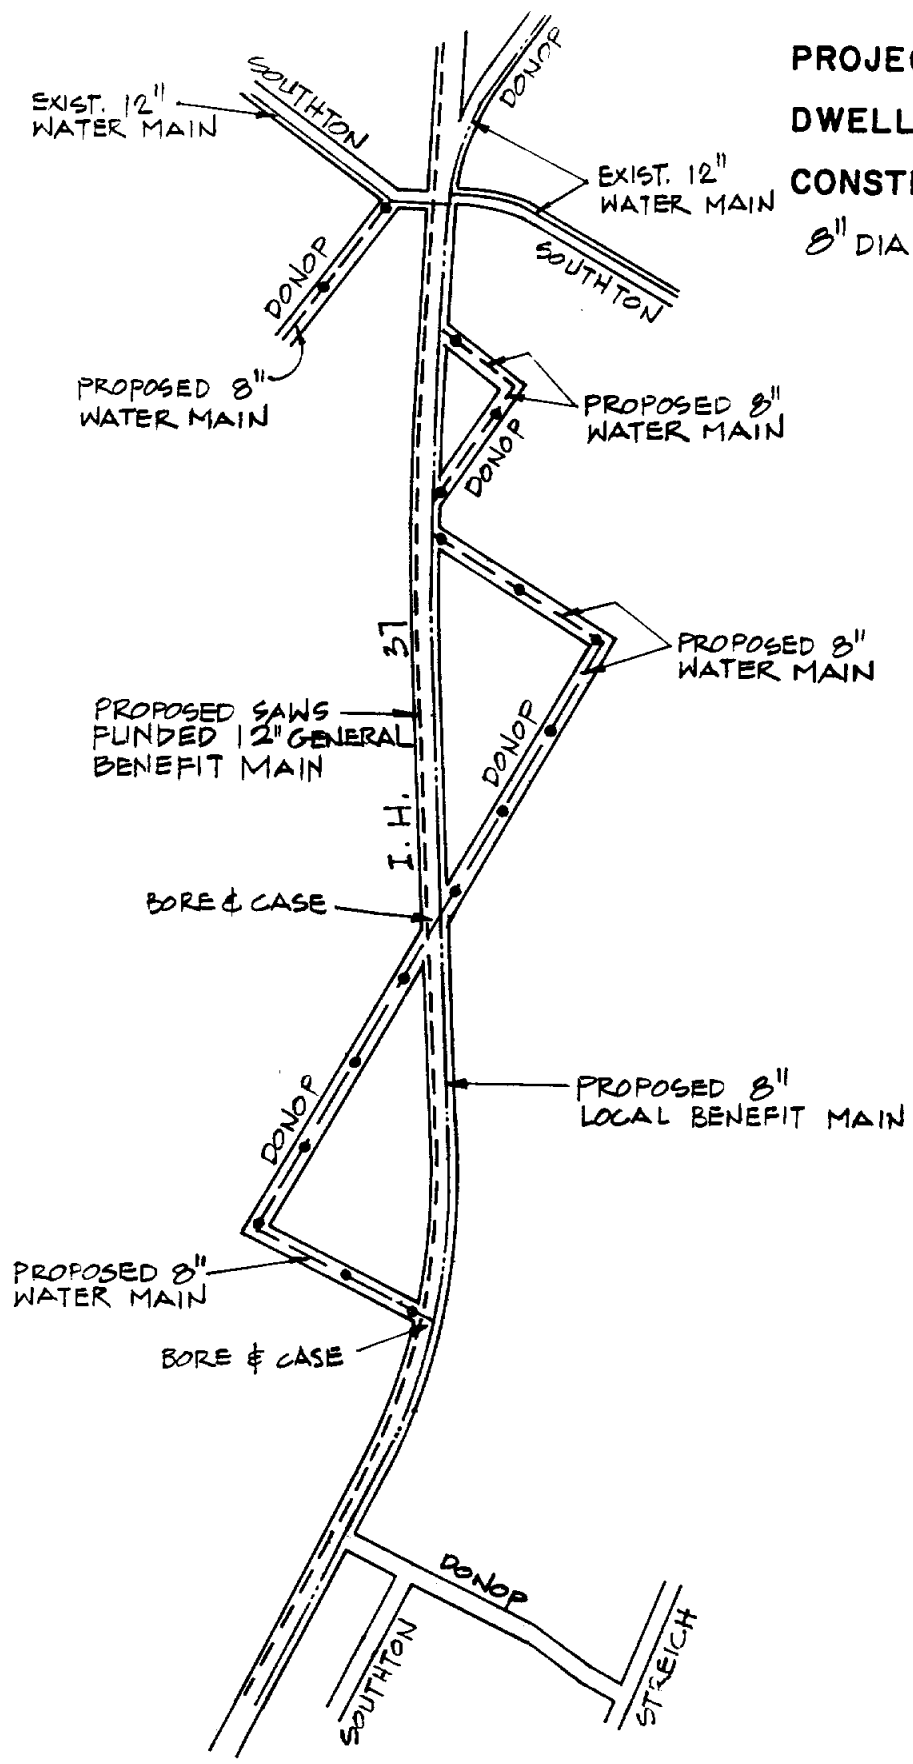 PROJEC
DWELL
CONST
8" DIA
DONOP
SOUTHTON
EXIST. 12"
WATER MAIN
EXIST. 12"
WATER MAIN
SOUTHTON
DONOP
PROPOSED 8"
WATER MAIN
PROPOSED 8"
WATER MAIN
DONOP
I. H. 37
PROPOSED 8"
WATER MAIN
PROPOSED SAWS
FUNDED 12" GENERAL
BENEFIT MAIN
DONOP
BORE & CASE
PROPOSED 8"
LOCAL BENEFIT MAIN
DONOP
PROPOSED 8"
WATER MAIN
BORE & CASE
DONOP
SOUTHTON
STREICH